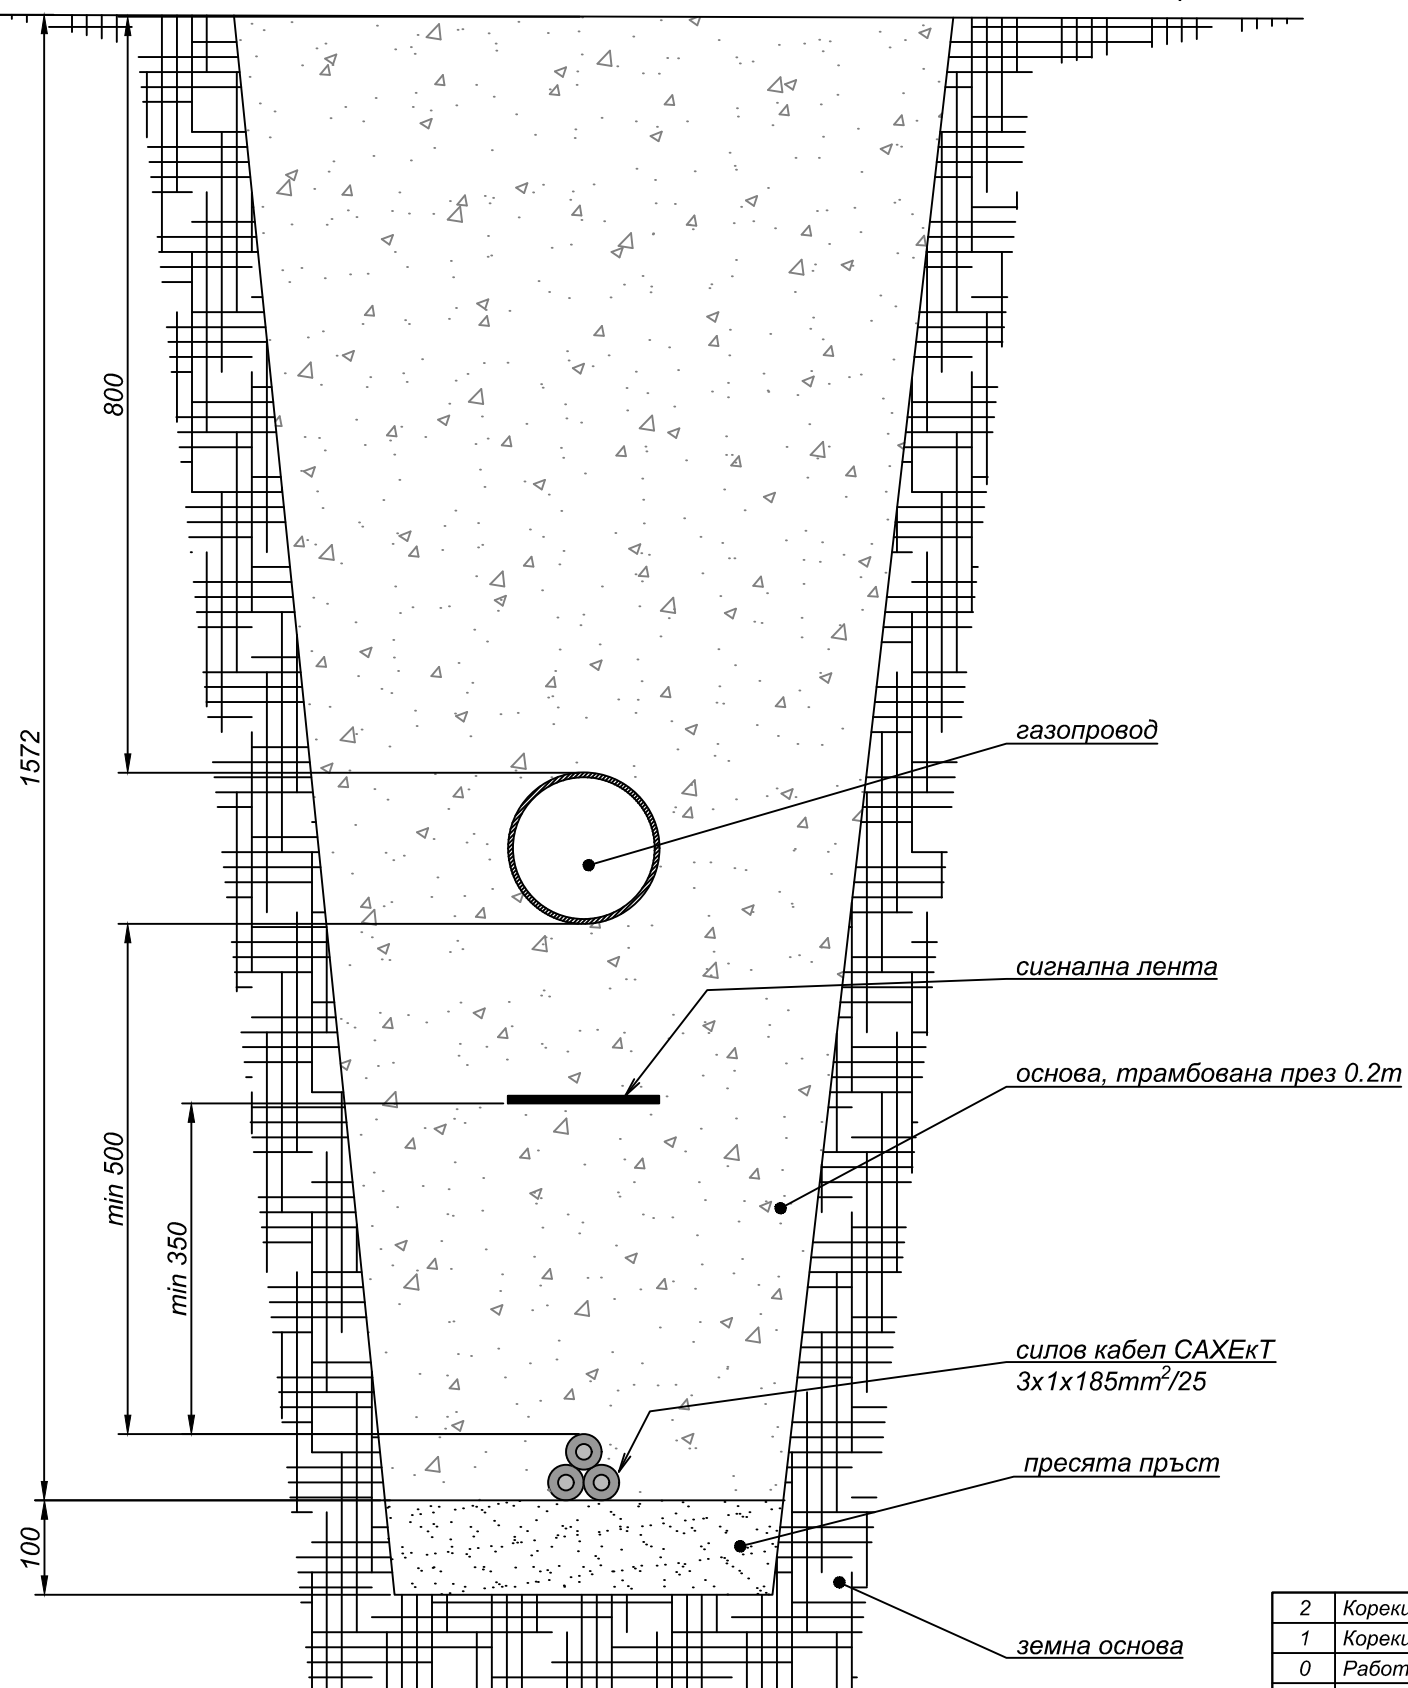 800
1572
газопровод
сигнална лента
основа, трамбована през 0.2m
min 500
min 350
силов кабел САХЕкТ
3x1x185mm²/25
пресята пръст
100
земна основа
2
1
0